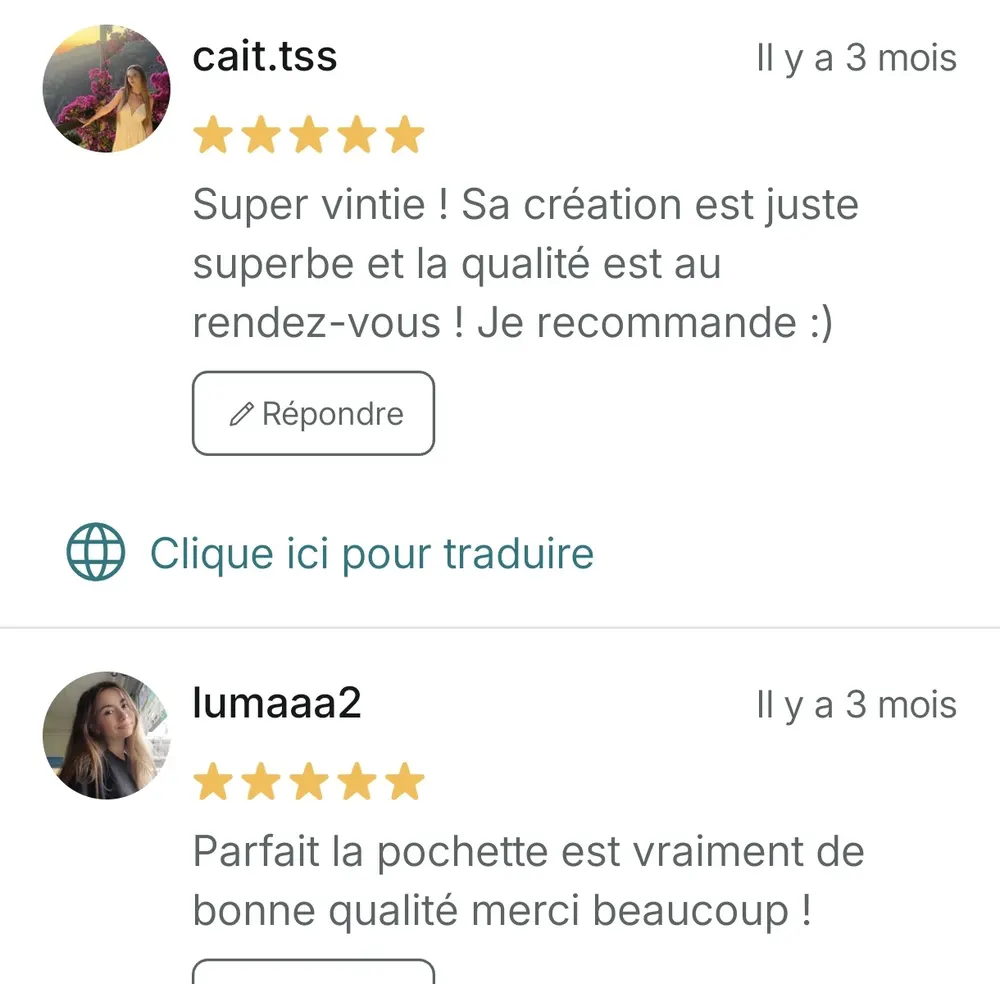 cait.tss
Il y a 3 mois
Super vintie ! Sa création est juste
superbe et la qualité est au
rendez-vous ! Je recommande :)
Répondre
Clique ici pour traduire
lumaaa2
Il y a 3 mois
Parfait la pochette est vraiment de
bonne qualité merci beaucoup !